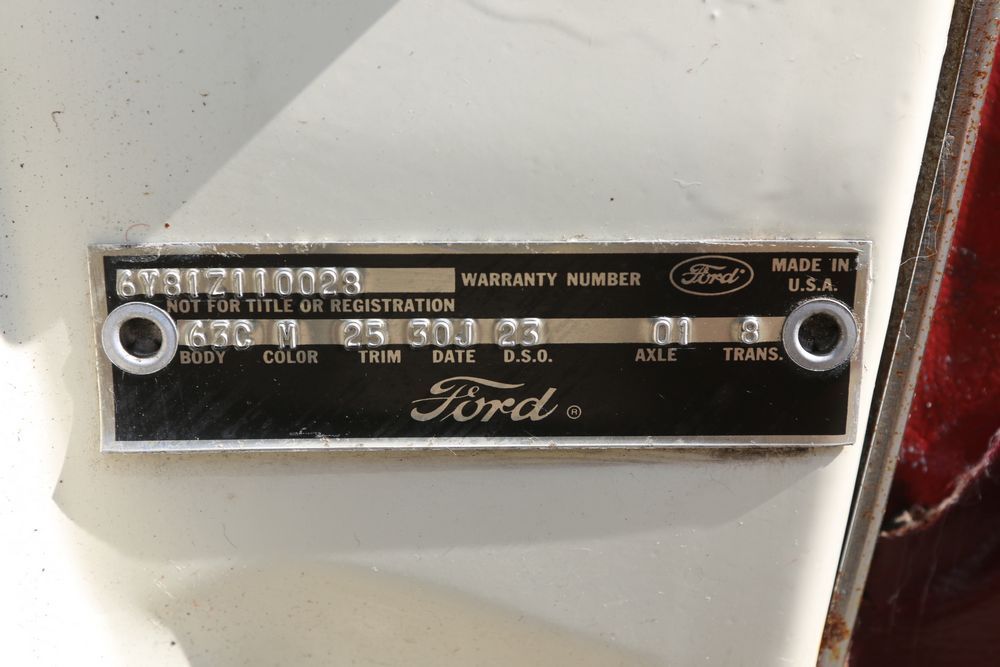 6Y81Z110028 WARRANTY NUMBER Ford MADE IN U.S.A.
NOT FOR TITLE OR REGISTRATION
63C M 25 30J 23 01 8
BODY COLOR TRIM DATE D.S.O. AXLE TRANS.
Ford ®